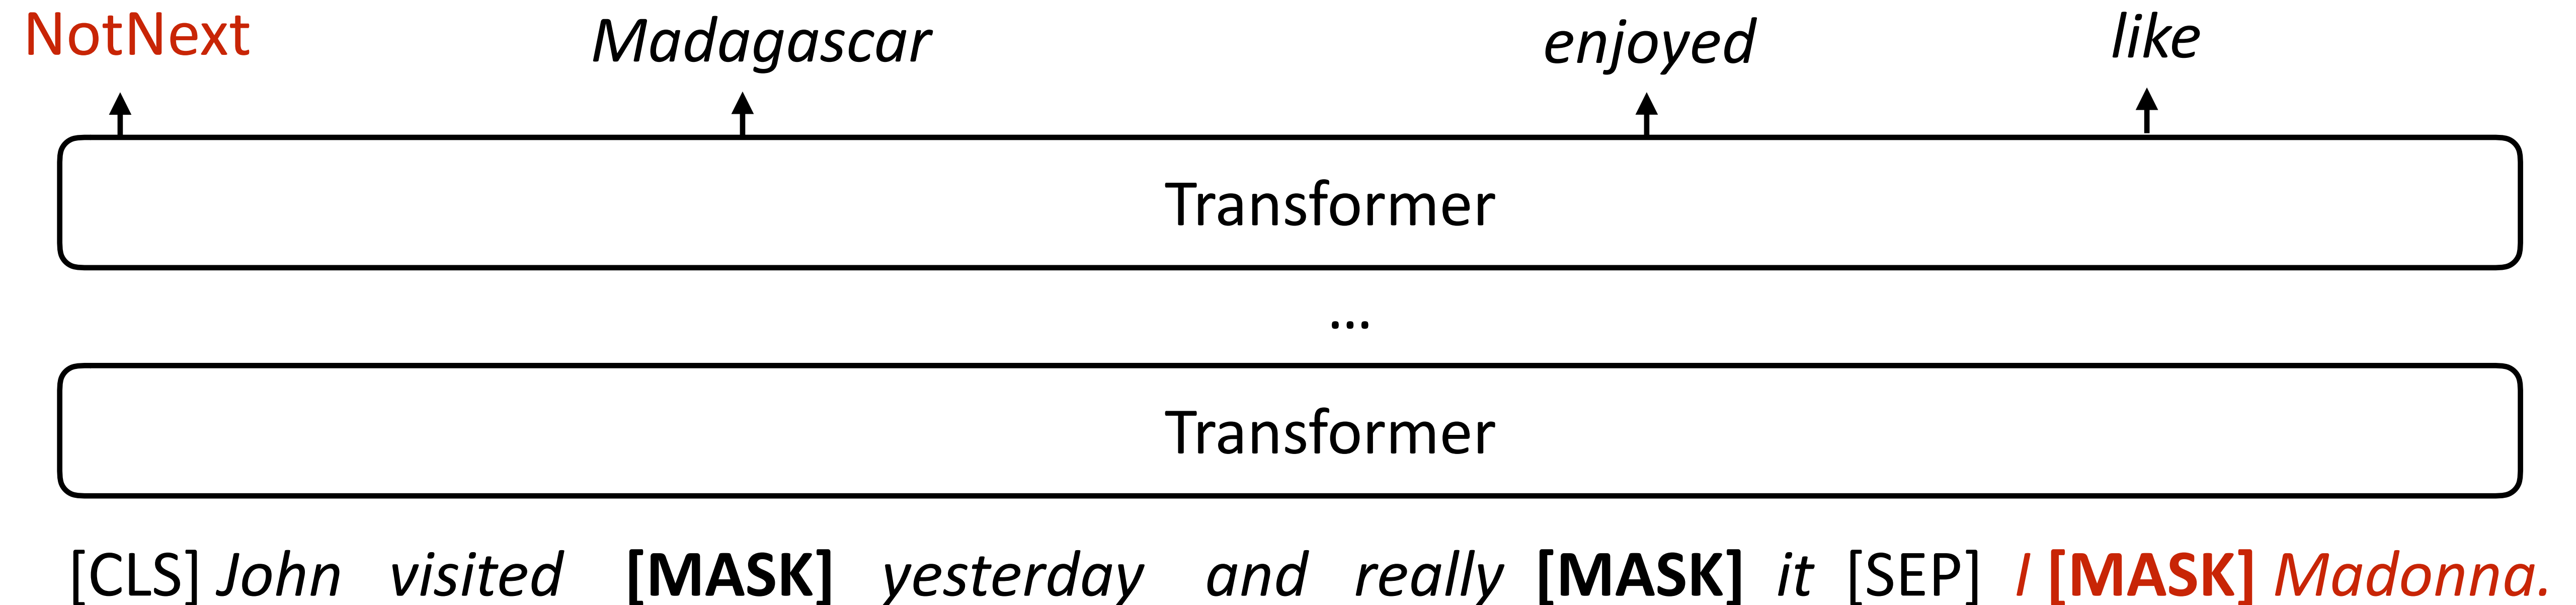 NotNext Madagascar enjoyed like
Transformer
...
Transformer
[CLS] John visited [MASK] yesterday and really [MASK] it [SEP] I [MASK] Madonna.